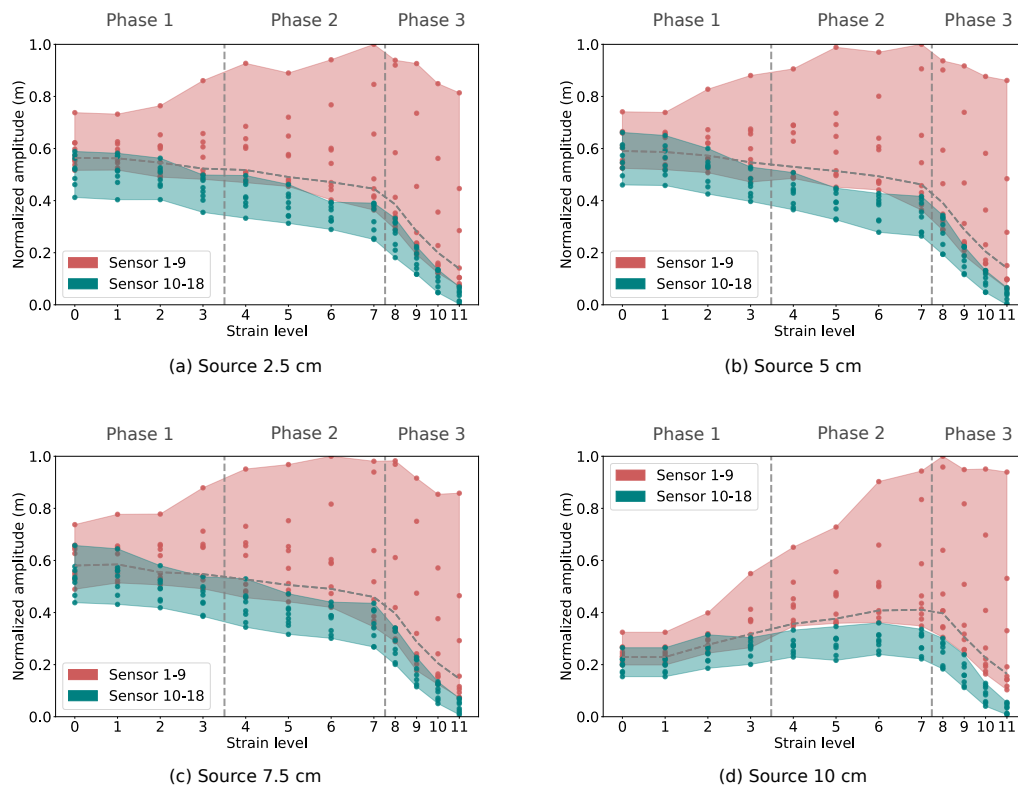 Phase 1 Phase 2 Phase 3
Normalized amplitude (m)
1.0
0.8
0.6
0.4
0.2
0.0
Sensor 1-9
Sensor 10-18
0 1 2 3 4 5 6 7 8 9 10 11
Strain level
(a) Source 2.5 cm
Phase 1 Phase 2 Phase 3
Normalized amplitude (m)
1.0
0.8
0.6
0.4
0.2
0.0
Sensor 1-9
Sensor 10-18
0 1 2 3 4 5 6 7 8 9 10 11
Strain level
(b) Source 5 cm
Phase 1 Phase 2 Phase 3
Normalized amplitude (m)
1.0
0.8
0.6
0.4
0.2
0.0
Sensor 1-9
Sensor 10-18
0 1 2 3 4 5 6 7 8 9 10 11
Strain level
(c) Source 7.5 cm
Phase 1 Phase 2 Phase 3
Normalized amplitude (m)
1.0
0.8
0.6
0.4
0.2
0.0
Sensor 1-9
Sensor 10-18
0 1 2 3 4 5 6 7 8 9 10 11
Strain level
(d) Source 10 cm